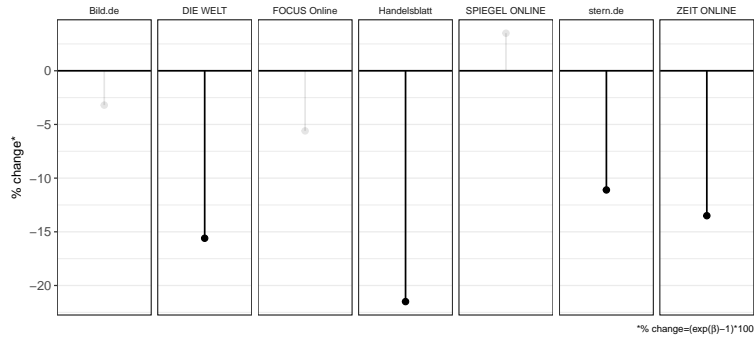 Bild.de DIE WELT FOCUS Online Handelsblatt SPIEGEL ONLINE stern.de ZEIT ONLINE
0
−5
−10
−15
−20
% change*
*% change=(exp(β)−1)*100